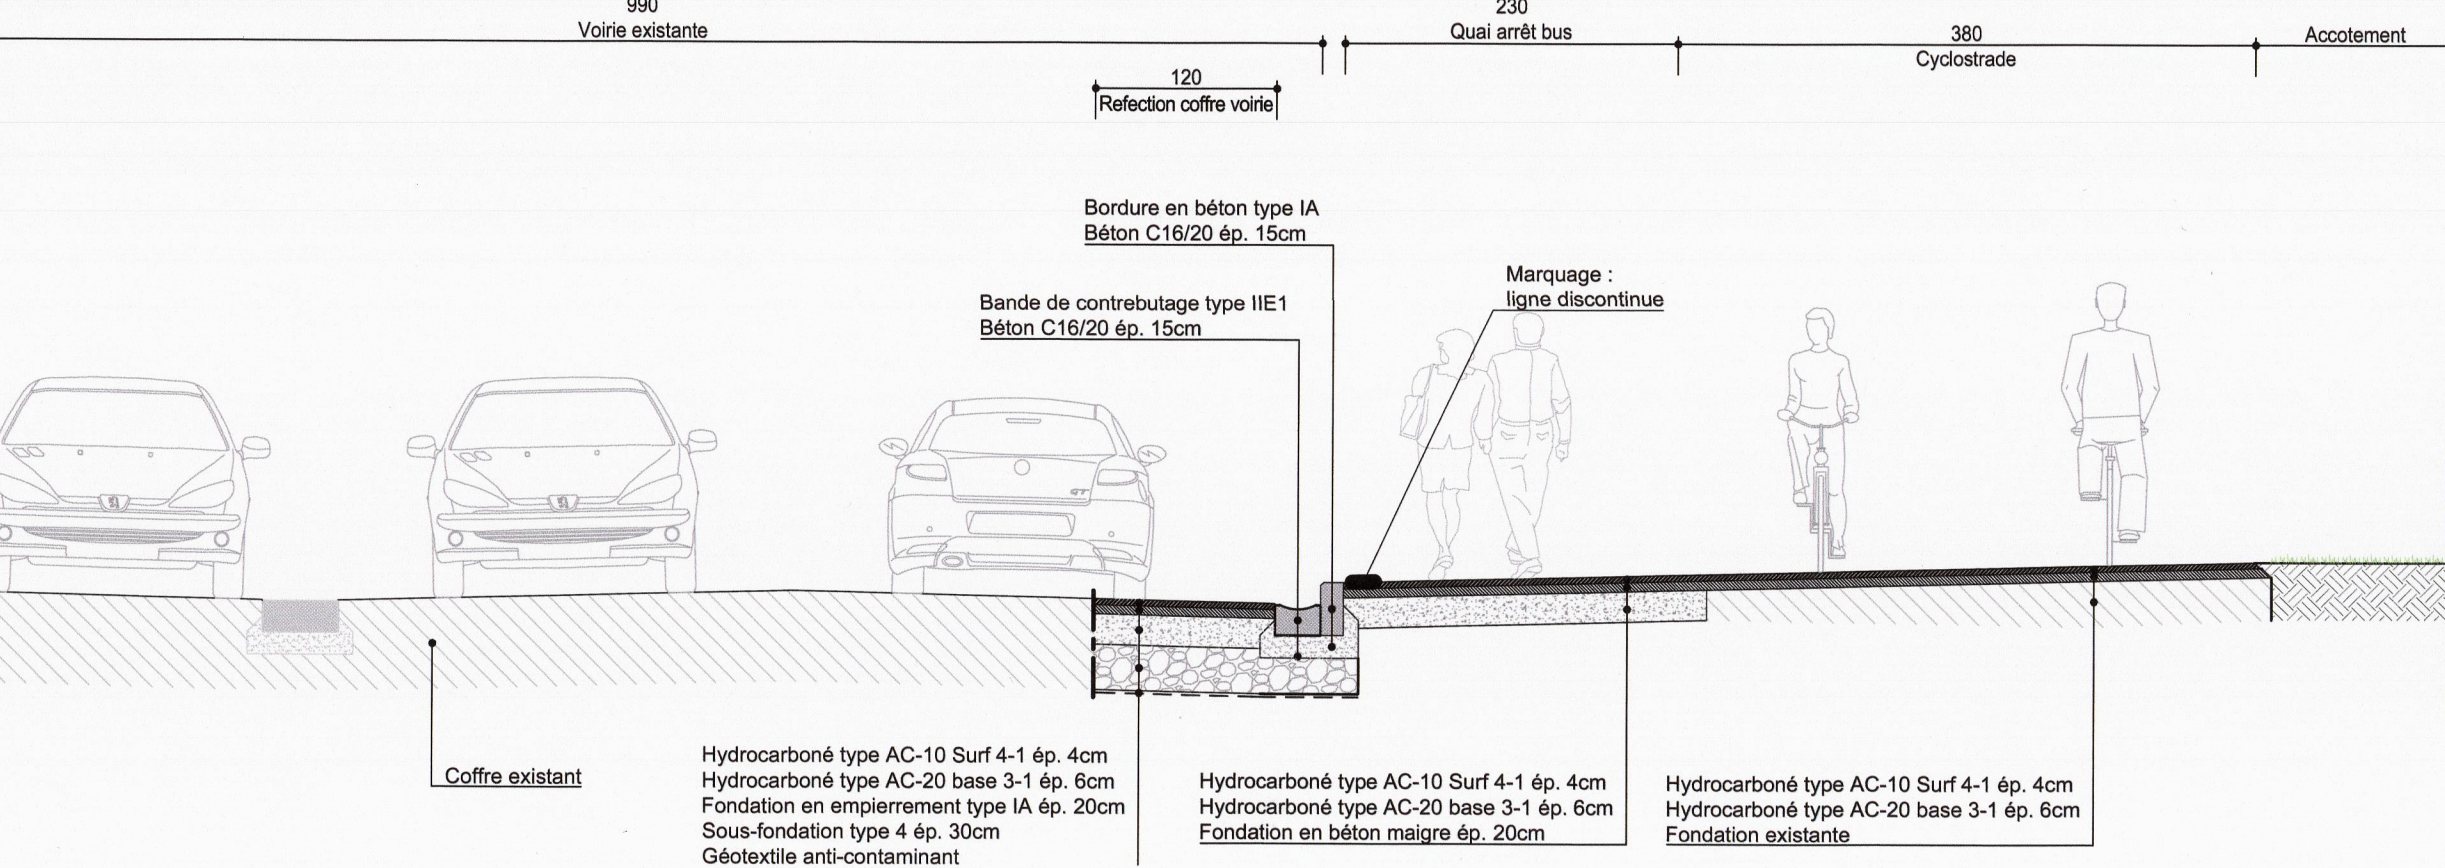 990
Voirie existante
230
Quai arrêt bus
380
Cyclostrade
Accotement
120
Refection coffre voirie
Bordure en béton type IA
Béton C16/20 ép. 15cm
Bande de contrebutage type IIE1
Béton C16/20 ép. 15cm
Marquage :
ligne discontinue
GT
Coffre existant
Hydrocarboné type AC-10 Surf 4-1 ép. 4cm
Hydrocarboné type AC-20 base 3-1 ép. 6cm
Fondation en empierrement type IA ép. 20cm
Sous-fondation type 4 ép. 30cm
Géotextile anti-contaminant
Hydrocarboné type AC-10 Surf 4-1 ép. 4cm
Hydrocarboné type AC-20 base 3-1 ép. 6cm
Fondation en béton maigre ép. 20cm
Hydrocarboné type AC-10 Surf 4-1 ép. 4cm
Hydrocarboné type AC-20 base 3-1 ép. 6cm
Fondation existante